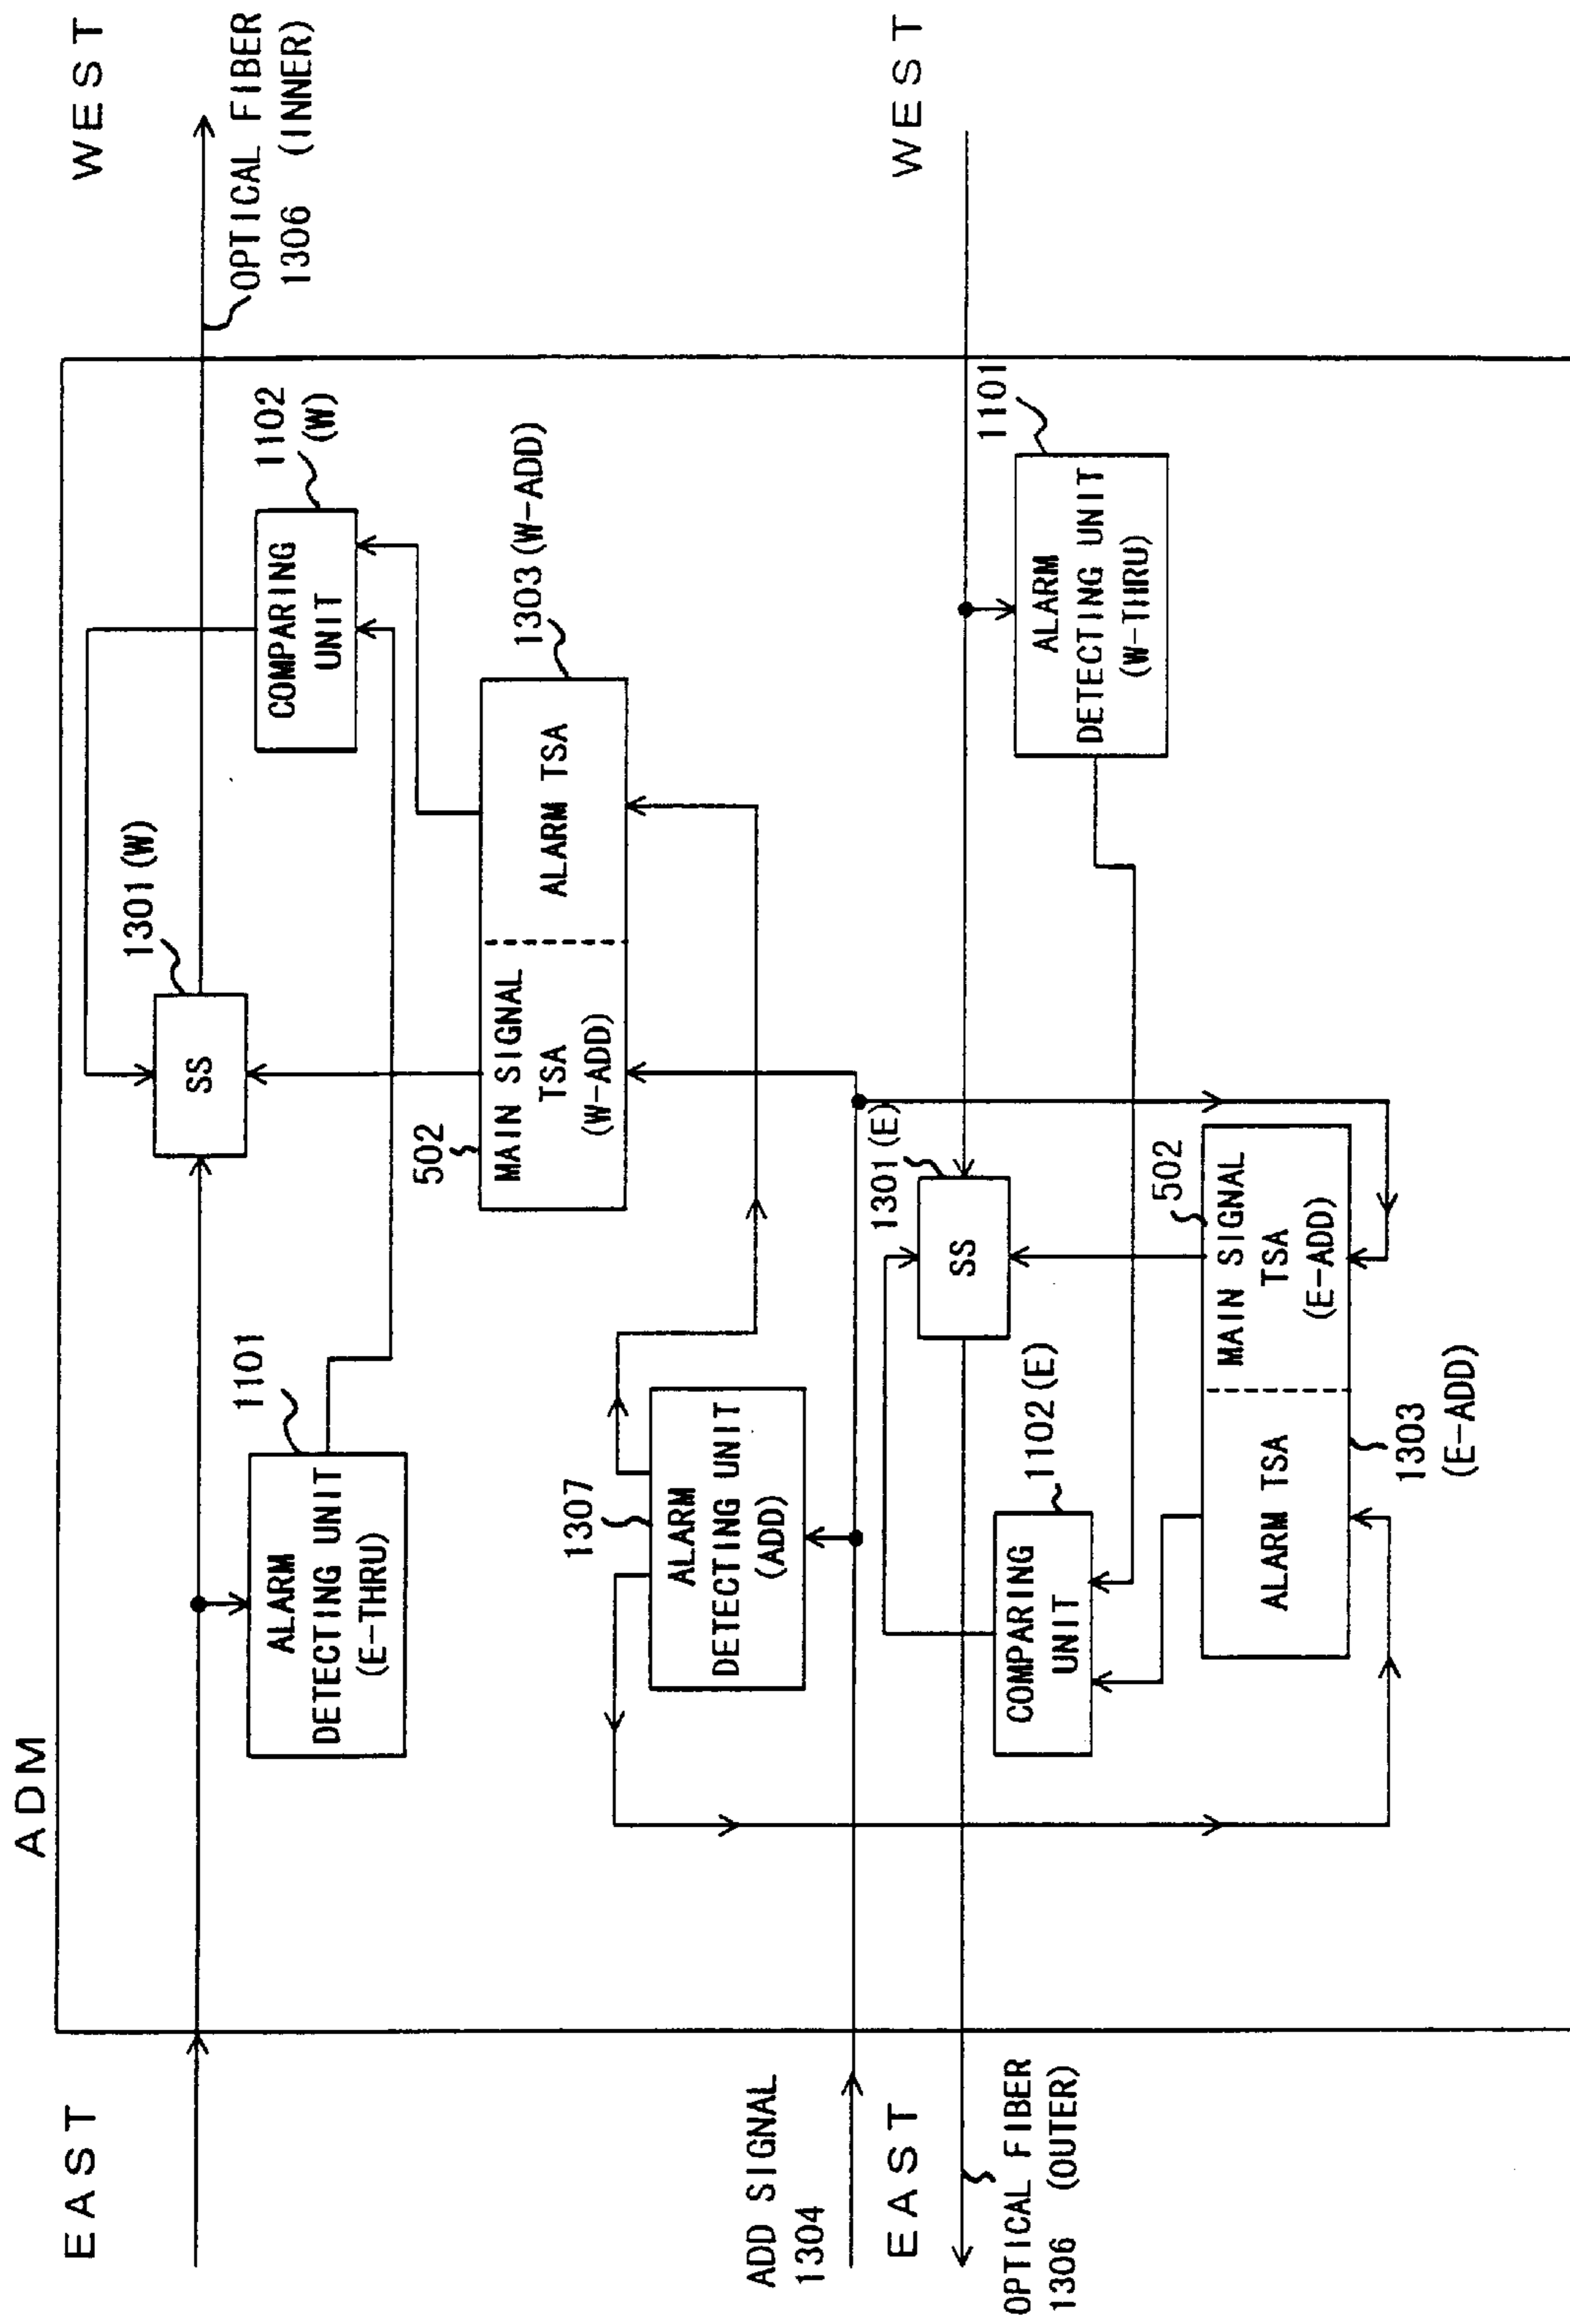 ADM
EAST
WEST
OPTICAL FIBER
1306 (INNER)
1301(W)
SS
1102
(W)
COMPARING
UNIT
1101
ALARM
DETECTING UNIT
(E-THRU)
1303(W-ADD)
502
MAIN SIGNAL
TSA
(W-ADD)
ALARM TSA
1307
ALARM
DETECTING UNIT
(ADD)
ADD SIGNAL
1304
EAST
WEST
OPTICAL FIBER
1306 (OUTER)
1301(E)
SS
1102(E)
COMPARING
UNIT
1101
ALARM
DETECTING UNIT
(W-THRU)
502
ALARM TSA
MAIN SIGNAL
TSA
(E-ADD)
1303
(E-ADD)